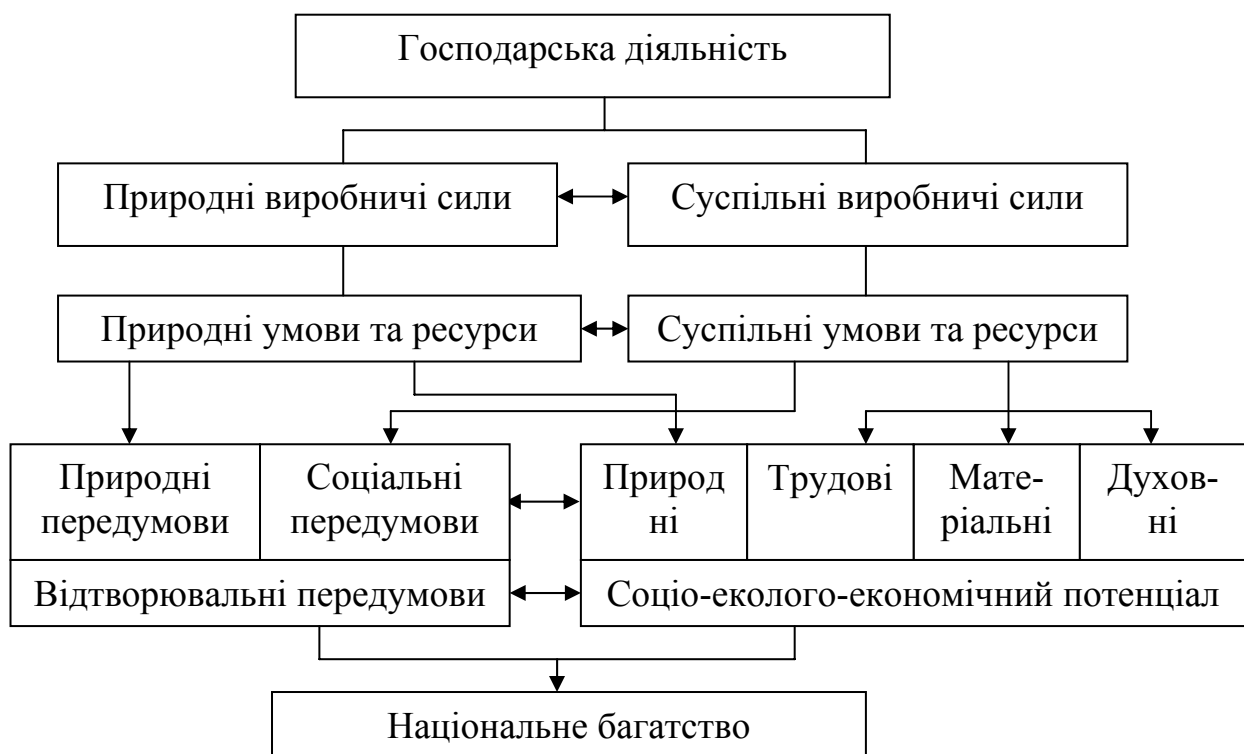 Господарська діяльність
Природні виробничі сили
Суспільні виробничі сили
Природні умови та ресурси
Суспільні умови та ресурси
Природні
передумови
Соціальні
передумови
Природ
ні
Трудові
Мате-
ріальні
Духов-
ні
Відтворювальні передумови
Соціо-еколого-економічний потенціал
Національне багатство